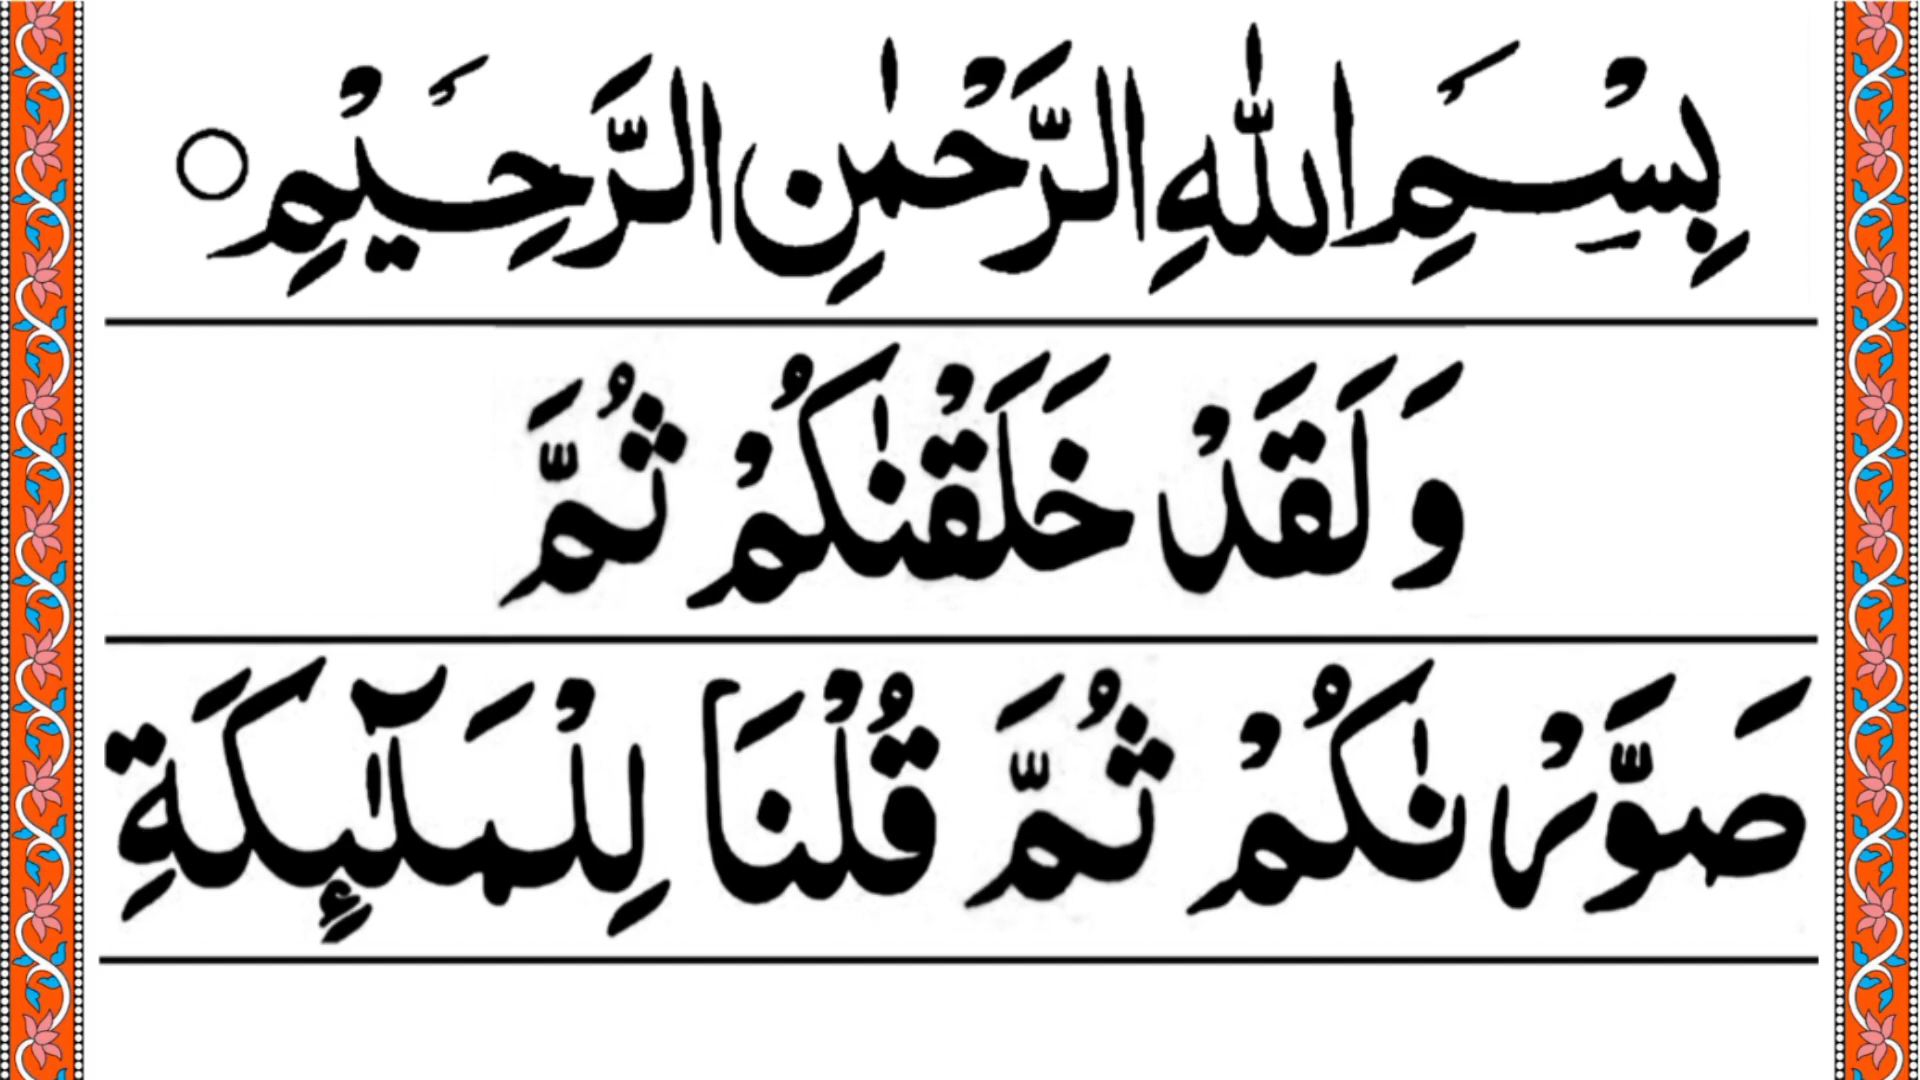 بِسْمِ اللّٰهِ الرَّحْمٰنِ الرَّحِيْمِ ○
وَلَقَدْ خَلَقْنٰكُمْ ثُمَّ
صَوَّرْنٰكُمْ ثُمَّ قُلْنَا لِلْمَلٰٓىِٕكَةِ